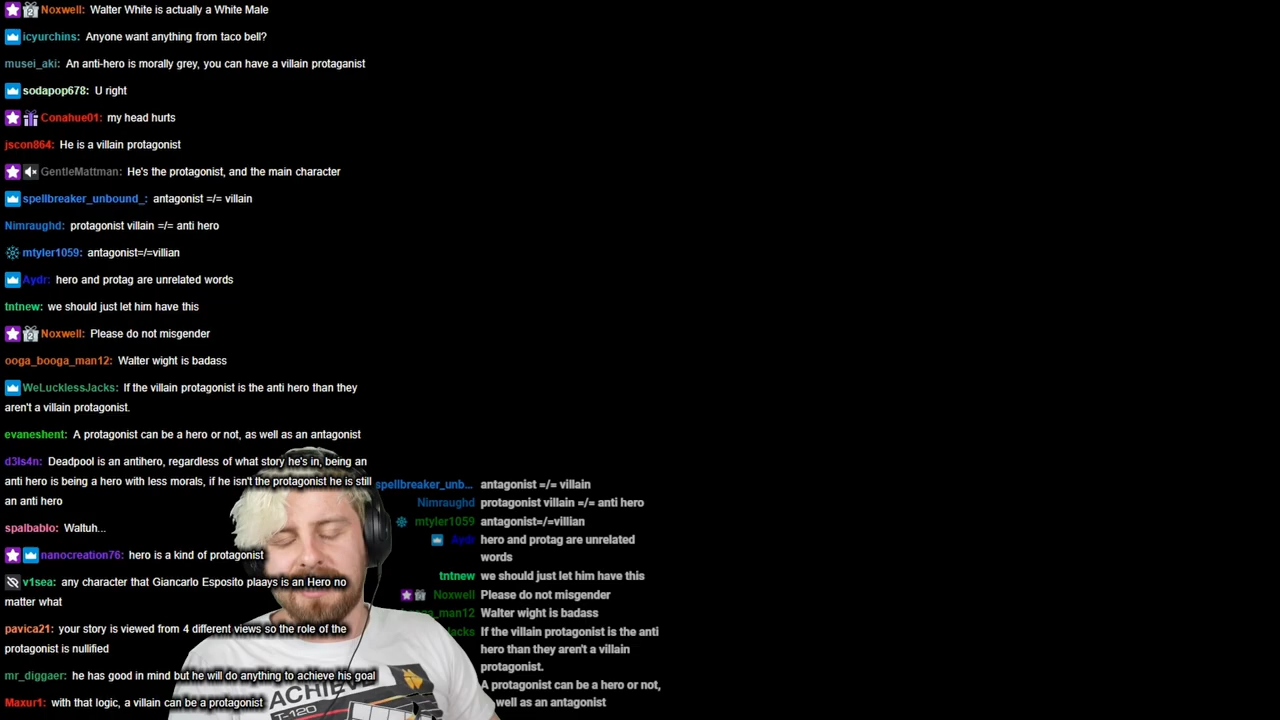 Noxwell: Walter White is actually a White Male
icyurchins: Anyone want anything from taco bell?
musei_aki: An anti-hero is morally grey, you can have a villain protaganist
sodapop678: U right
Conahue01: my head hurts
jscon864: He is a villain protagonist
GentleMattman: He's the protagonist, and the main character
spellbreaker_unbound_: antagonist =/= villain
Nimraughd: protagonist villain =/= anti hero
mtyler1059: antagonist=/=villian
Aydr: hero and protag are unrelated words
tntnew: we should just let him have this
Noxwell: Please do not misgender
ooga_booga_man12: Walter wight is badass
WeLucklessJacks: If the villain protagonist is the anti hero than they
aren't a villain protagonist.
evaneshent: A protagonist can be a hero or not, as well as an antagonist
d3ls4n: Deadpool is an antihero, regardless of what story he's in, being an
anti hero is being a hero with less morals, if he isn't the protagonist he is still
an anti hero
spalbablo: Waltuh...
nanocreation76: hero is a kind of protagonist
v1sea: any character that Giancarlo Esposito plaays is an Hero no
matter what
pavica21: your story is viewed from 4 different views so the role of the
protagonist is nullified
mr_diggaer: he has good in mind but he will do anything to achieve his goal
Maxur1: with that logic, a villain can be a protagonist
spellbreaker_unb... antagonist =/= villain
Nimraughd protagonist villain =/= anti hero
mtyler1059 antagonist=/=villian
Aydr hero and protag are unrelated
words
tntnew we should just let him have this
Noxwell Please do not misgender
_man12 Walter wight is badass
Jacks If the villain protagonist is the anti
hero than they aren't a villain
protagonist.
A protagonist can be a hero or not,
well as an antagonist
ACHIEVE
T-120